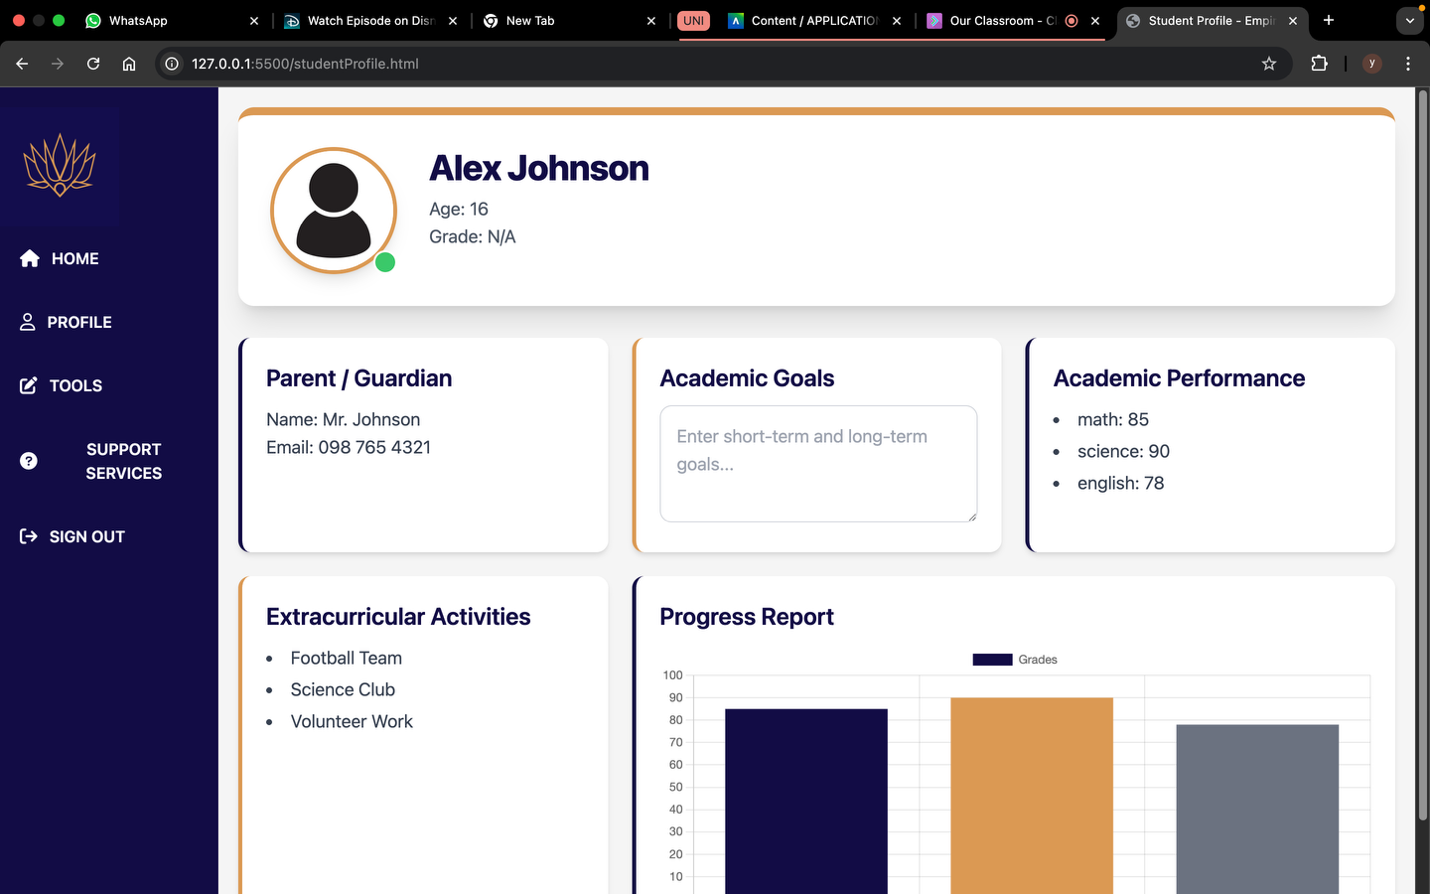 WhatsApp
Watch Episode on Disn
New Tab
UNI
Content / APPLICATION
Our Classroom - Cl
Student Profile - Empi
127.0.0.1:5500/studentProfile.html
y
HOME
PROFILE
TOOLS
SUPPORT
SERVICES
SIGN OUT
Alex Johnson
Age: 16
Grade: N/A
Parent / Guardian
Name: Mr. Johnson
Email: 098 765 4321
Academic Goals
Enter short-term and long-term
goals...
Academic Performance
math: 85
science: 90
english: 78
Extracurricular Activities
Football Team
Science Club
Volunteer Work
Progress Report
Grades
100
90
80
70
60
50
40
30
20
10